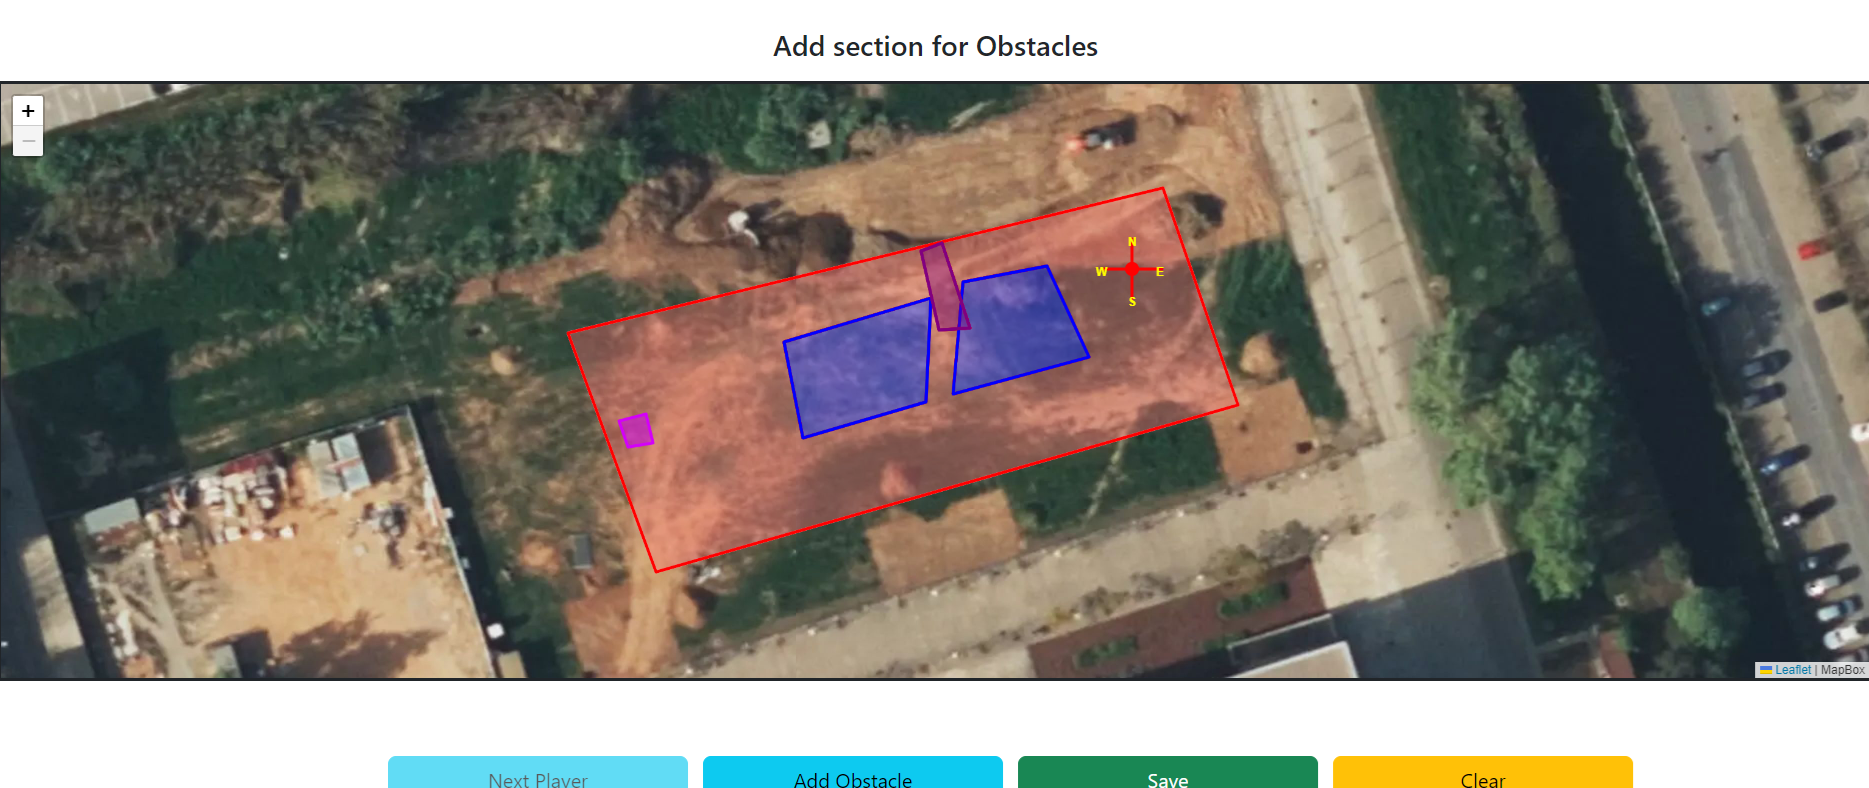 Add section for Obstacles
+
−
N
W E
S
Leaflet | MapBox
Next Player
Add Obstacle
Save
Clear